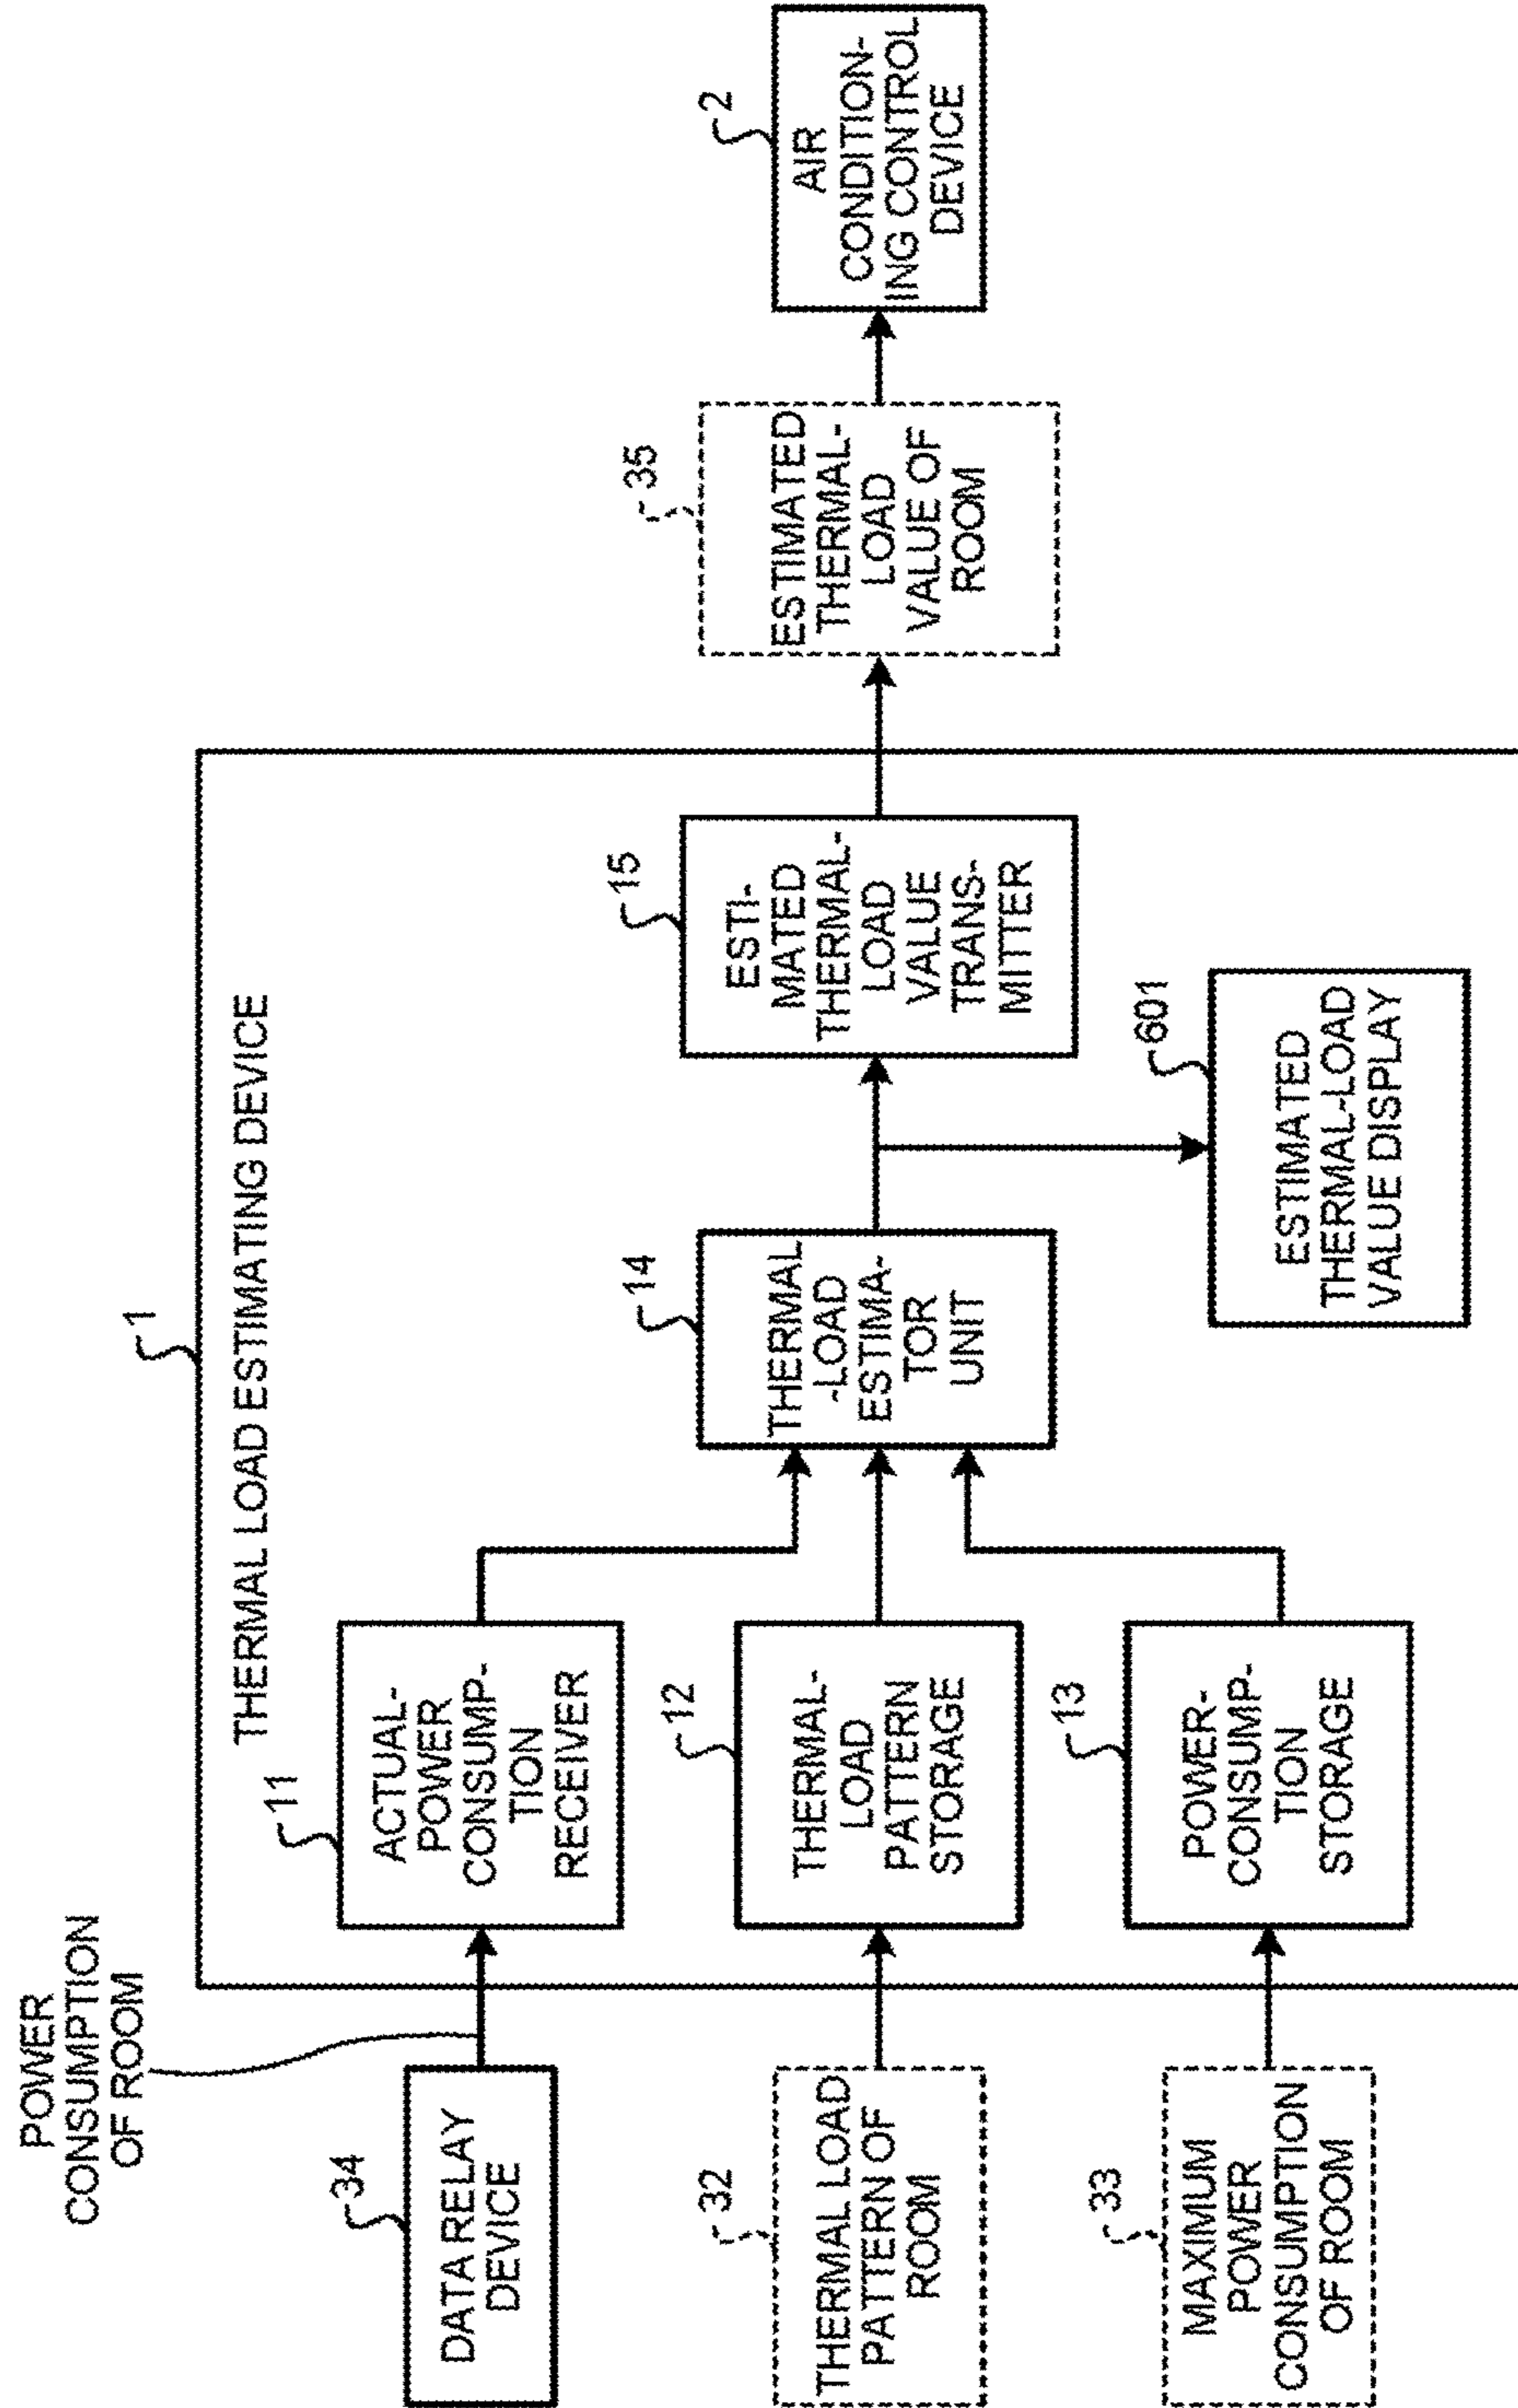 POWER
CONSUMPTION
OF ROOM
34
DATA RELAY
DEVICE
32
THERMAL LOAD
PATTERN OF
ROOM
33
MAXIMUM
POWER
CONSUMPTION
OF ROOM
1
THERMAL LOAD ESTIMATING DEVICE
11
ACTUAL-
POWER
CONSUMP-
TION
RECEIVER
12
THERMAL-
LOAD
PATTERN
STORAGE
13
POWER-
CONSUMP-
TION
STORAGE
14
THERMAL
-LOAD
ESTIMA-
TOR
UNIT
15
ESTI-
MATED
THERMAL-
LOAD
VALUE
TRANS-
MITTER
601
ESTIMATED
THERMAL-LOAD
VALUE DISPLAY
35
ESTIMATED
THERMAL-
LOAD
VALUE OF
ROOM
2
AIR
CONDITION-
ING CONTROL
DEVICE